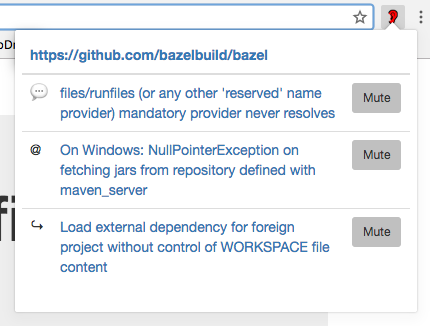 https://github.com/bazelbuild/bazel
files/runfiles (or any other 'reserved' name
provider) mandatory provider never resolves
Mute
@
On Windows: NullPointerException on
fetching jars from repository defined with
maven_server
Mute
Load external dependency for foreign
project without control of WORKSPACE file
content
Mute